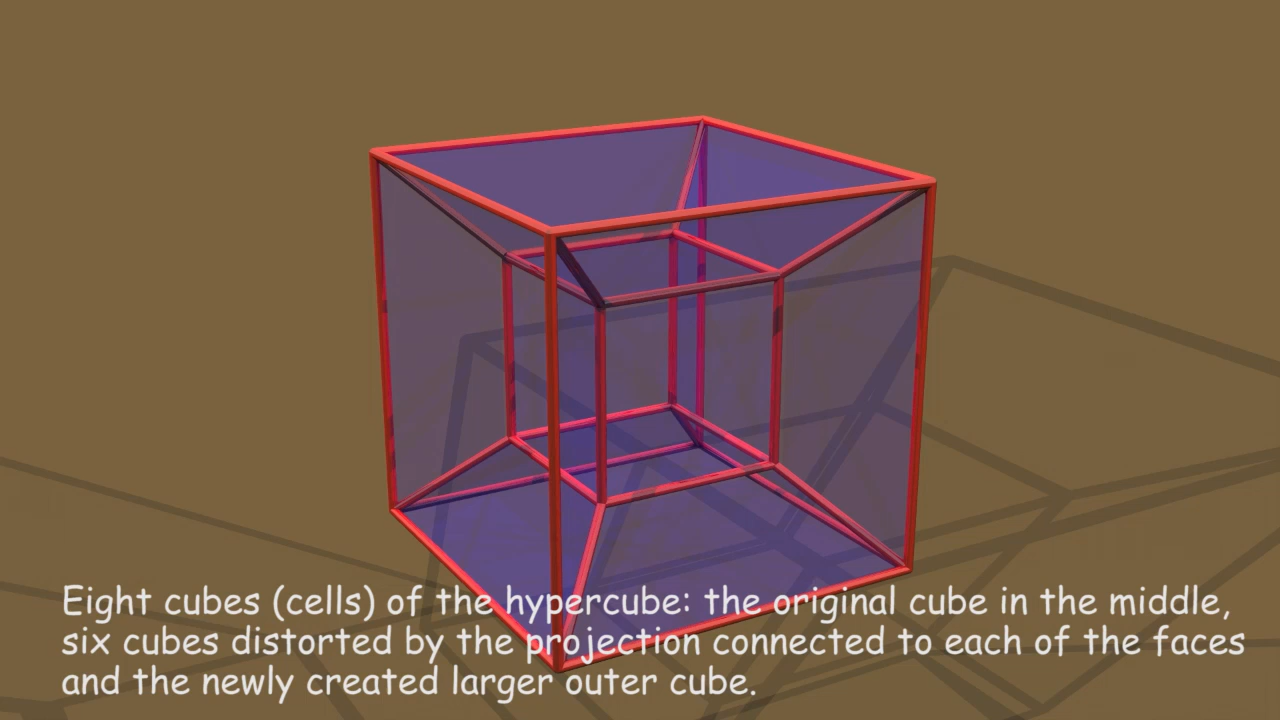 Eight cubes (cells) of the hypercube: the original cube in the middle,
six cubes distorted by the projection connected to each of the faces
and the newly created larger outer cube.